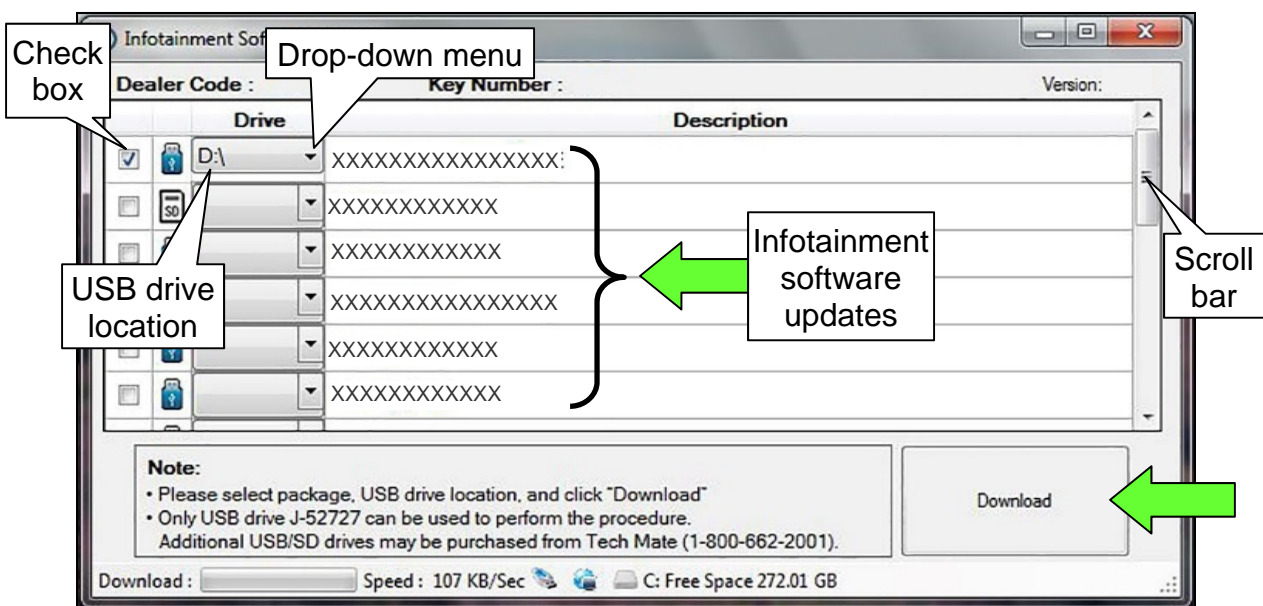 Check
box
Infotainment Sof
Drop-down menu
Dealer Code :
Key Number :
Version:
Drive
Description
D:\
XXXXXXXXXXXXXXXX
SD
XXXXXXXXXXXX
XXXXXXXXXXXX
XXXXXXXXXXXXXXXX
XXXXXXXXXXXX
XXXXXXXXXXXX
USB drive
location
Infotainment
software
updates
Scroll
bar
Note:
• Please select package, USB drive location, and click "Download"
• Only USB drive J-52727 can be used to perform the procedure.
Additional USB/SD drives may be purchased from Tech Mate (1-800-662-2001).
Download
Download :
Speed : 107 KB/Sec
C: Free Space 272.01 GB